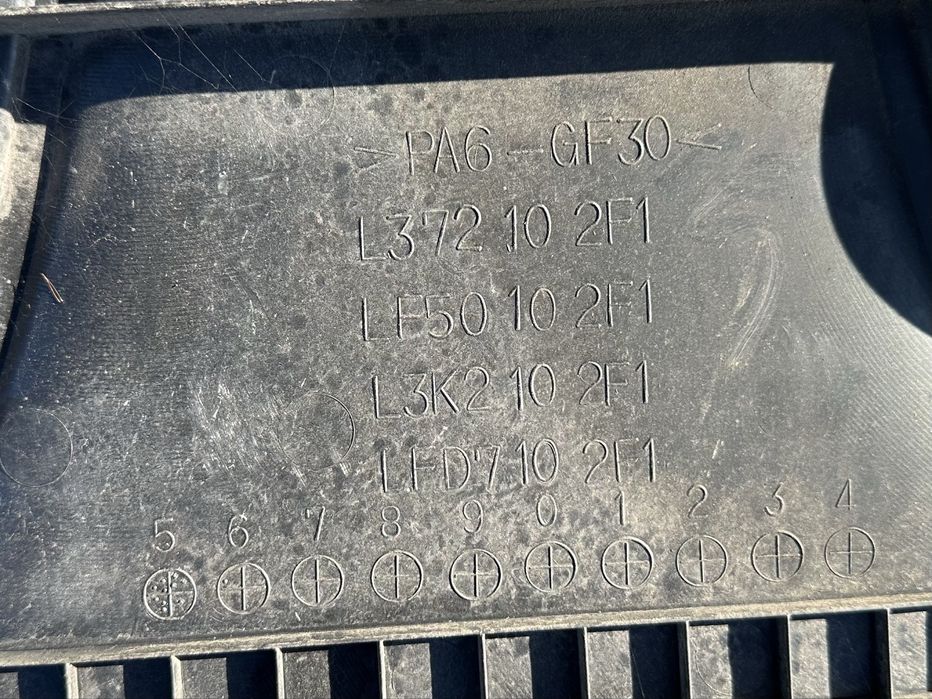 >PA6-GF30<
L372 10 2F1
LF50 10 2F1
L3K2 10 2F1
LFD7 10 2F1
5 6 7 8 9 0 1 2 3 4